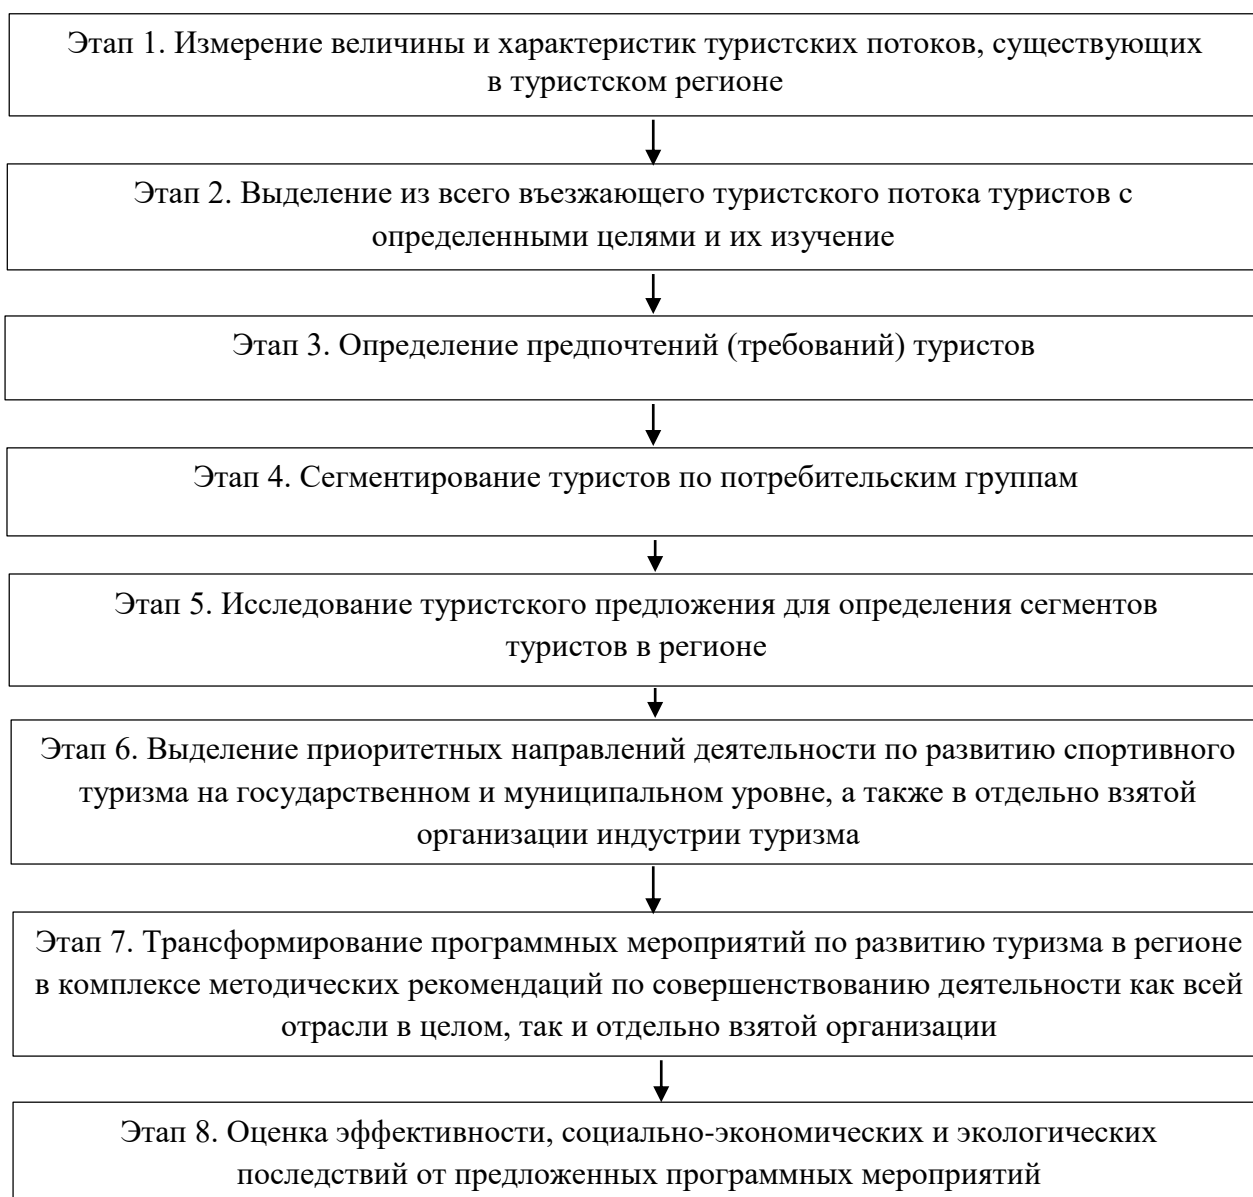 Этап 1. Измерение величины и характеристик туристских потоков, существующих
в туристском регионе
Этап 2. Выделение из всего въезжающего туристского потока туристов с
определенными целями и их изучение
Этап 3. Определение предпочтений (требований) туристов
Этап 4. Сегментирование туристов по потребительским группам
Этап 5. Исследование туристского предложения для определения сегментов
туристов в регионе
Этап 6. Выделение приоритетных направлений деятельности по развитию спортивного
туризма на государственном и муниципальном уровне, а также в отдельно взятой
организации индустрии туризма
Этап 7. Трансформирование программных мероприятий по развитию туризма в регионе
в комплексе методических рекомендаций по совершенствованию деятельности как всей
отрасли в целом, так и отдельно взятой организации
Этап 8. Оценка эффективности, социально-экономических и экологических
последствий от предложенных программных мероприятий